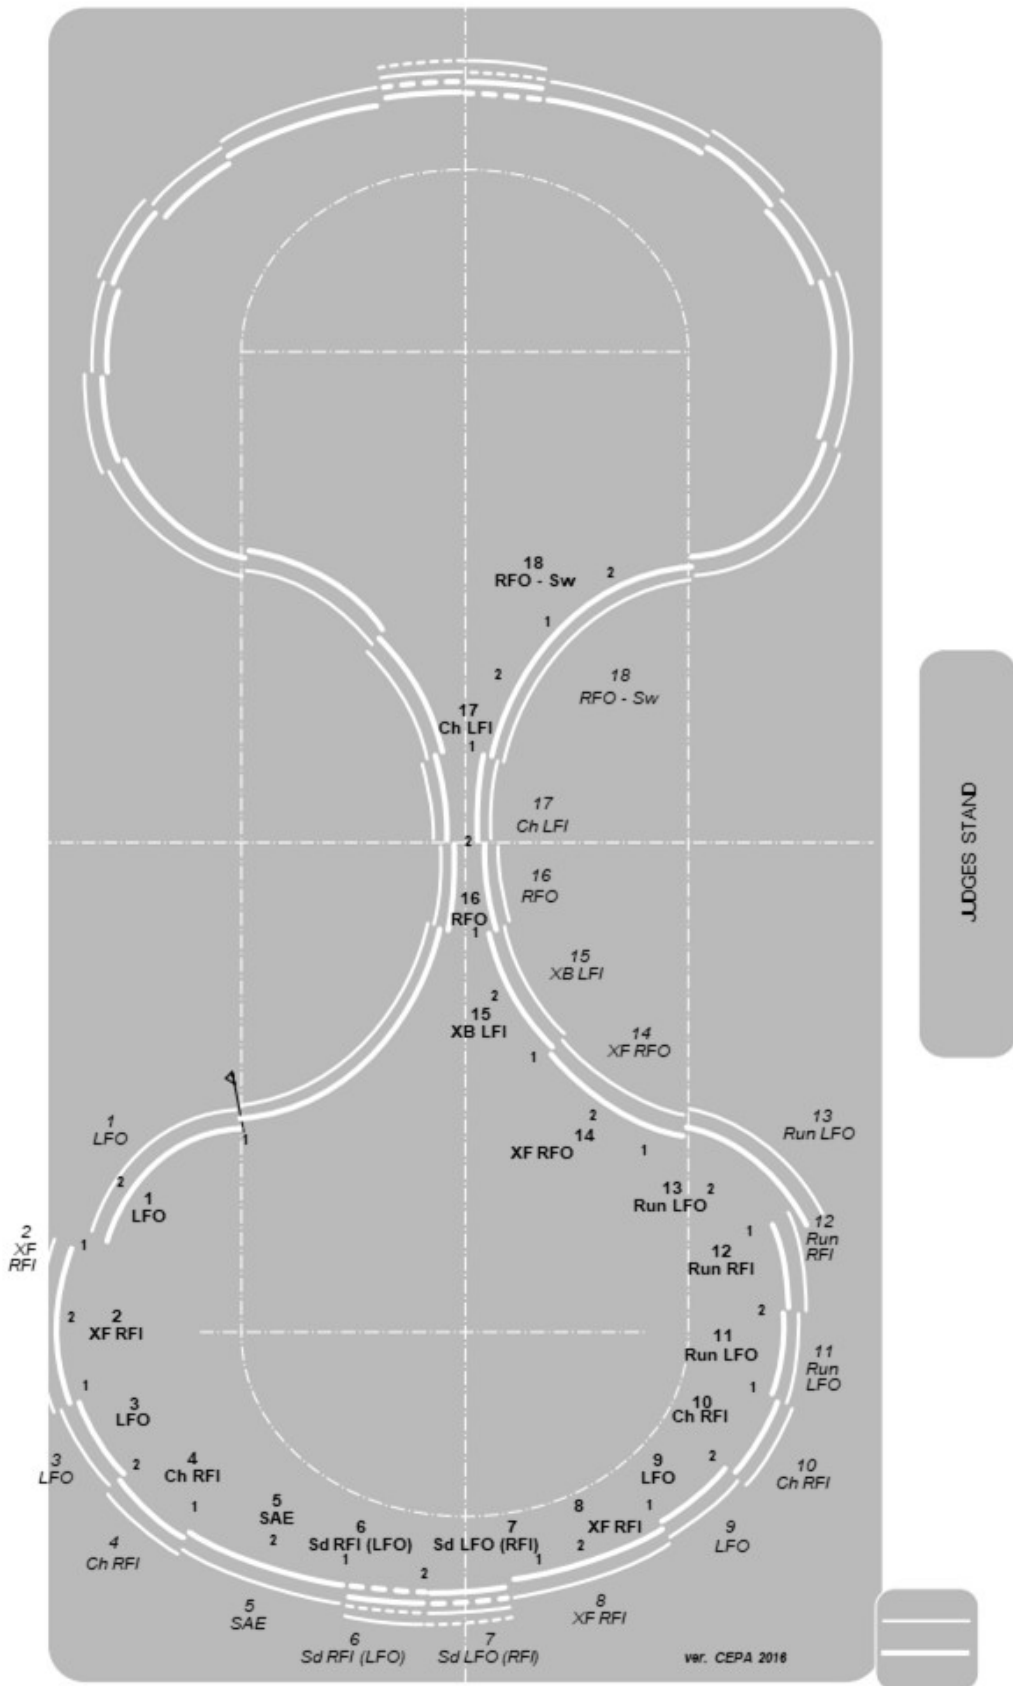 18
RFO - Sw
2
1
2
18
RFO - Sw
17
Ch LFI
1
17
Ch LFI
2
16
RFO
16
RFO
1
15
XB LFI
2
15
XB LFI
14
XF RFO
1
2
14
XF RFO
1
13
Run LFO
1
LFO
1
2
1
LFO
13
Run LFO
2
12
Run
RFI
1
12
Run RFI
2
XF
RFI
1
2
2
XF RFI
2
11
Run LFO
11
Run
LFO
1
3
LFO
1
10
Ch RFI
3
LFO
2
4
Ch RFI
9
LFO
2
10
Ch RFI
1
5
SAE
2
6
Sd RFI (LFO)
1
2
7
Sd LFO (RFI)
1
8
XF RFI
2
1
9
LFO
4
Ch RFI
5
SAE
6
Sd RFI (LFO)
7
Sd LFO (RFI)
8
XF RFI
ver. CEPA 2016
JUDGES STAND